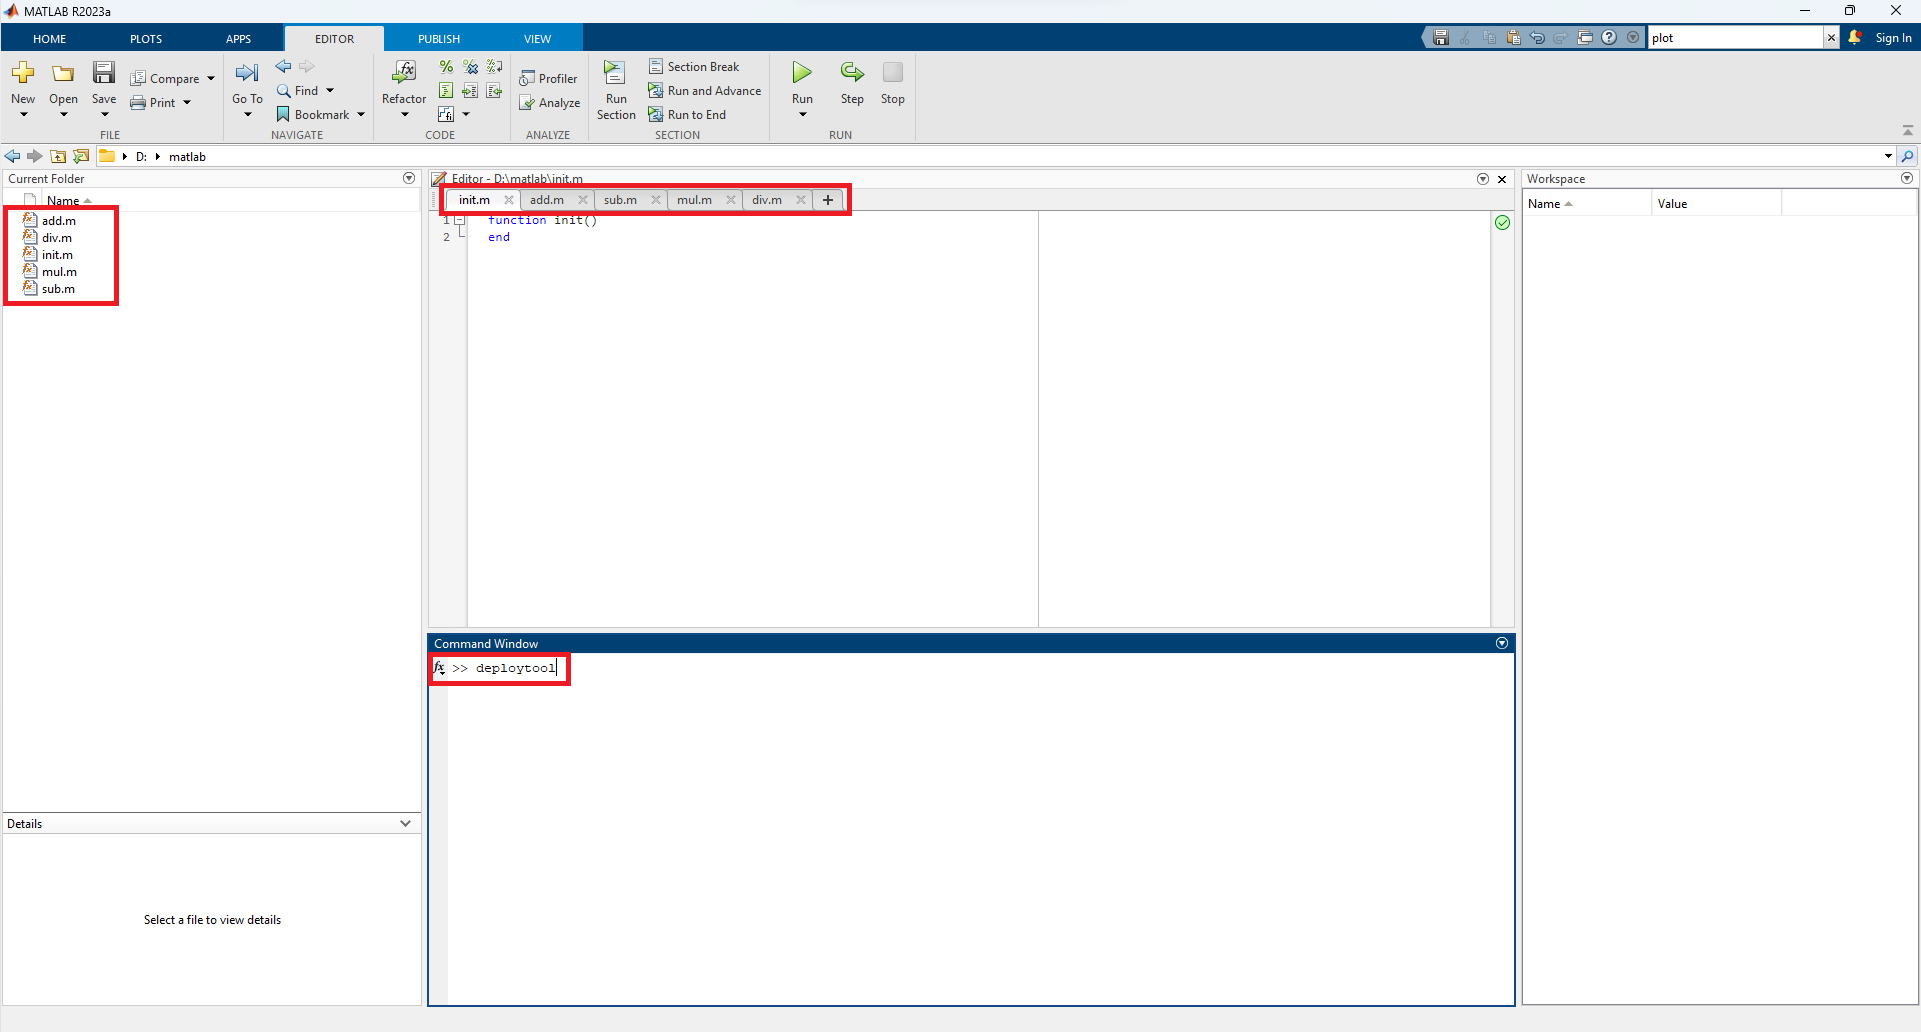 MATLAB R2023a
HOME PLOTS APPS EDITOR PUBLISH VIEW
plot
Sign In
New
Open
Save
Compare
Print
FILE
Go To
Find
Bookmark
NAVIGATE
Refactor
CODE
Profiler
Analyze
ANALYZE
Run
Section
Section Break
Run and Advance
Run to End
SECTION
Run
Step
Stop
RUN
D: matlab
Current Folder
Name
add.m
div.m
init.m
mul.m
sub.m
Details
Select a file to view details
Editor - D:\matlab\init.m
init.m add.m sub.m mul.m div.m +
1 function init()
2 end
Command Window
fx >> deploytool
Workspace
Name Value